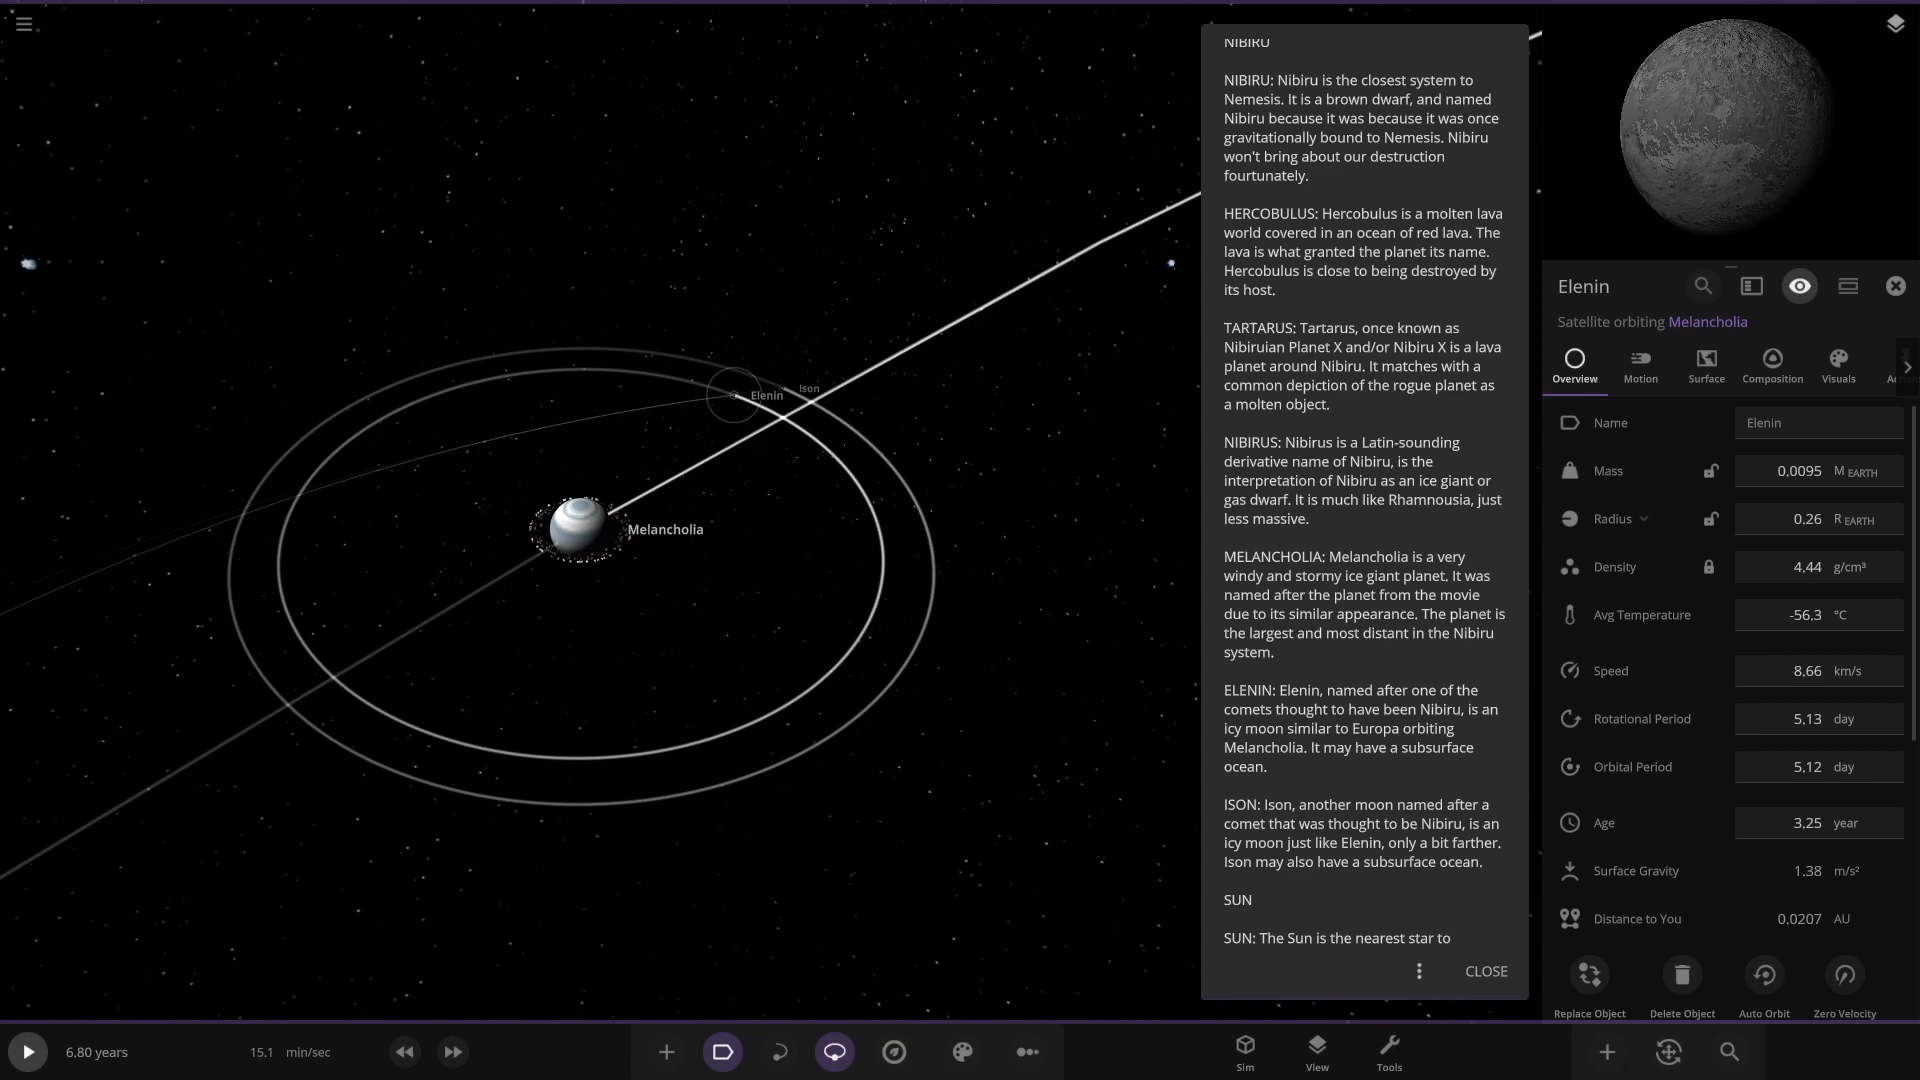 Elenin
Ison
Melancholia
NIBIRU
NIBIRU: Nibiru is the closest system to
Nemesis. It is a brown dwarf, and named
Nibiru because it was because it was once
gravitationally bound to Nemesis. Nibiru
won't bring about our destruction
fourtunately.
HERCOBULUS: Hercobulus is a molten lava
world covered in an ocean of red lava. The
lava is what granted the planet its name.
Hercobulus is close to being destroyed by
its host.
TARTARUS: Tartarus, once known as
Nibiruian Planet X and/or Nibiru X is a lava
planet around Nibiru. It matches with a
common depiction of the rogue planet as
a molten object.
NIBIRUS: Nibirus is a Latin-sounding
derivative name of Nibiru, is the
interpretation of Nibiru as an ice giant or
gas dwarf. It is much like Rhamnousia, just
less massive.
MELANCHOLIA: Melancholia is a very
windy and stormy ice giant planet. It was
named after the planet from the movie
due to its similar appearance. The planet is
the largest and most distant in the Nibiru
system.
ELENIN: Elenin, named after one of the
comets thought to have been Nibiru, is an
icy moon similar to Europa orbiting
Melancholia. It may have a subsurface
ocean.
ISON: Ison, another moon named after a
comet that was thought to be Nibiru, is an
icy moon just like Elenin, only a bit farther.
Ison may also have a subsurface ocean.
SUN
SUN: The Sun is the nearest star to
CLOSE
Elenin
Satellite orbiting Melancholia
Overview Motion Surface Composition Visuals
Name Elenin
Mass 0.0095 M EARTH
Radius 0.26 R EARTH
Density 4.44 g/cm³
Avg Temperature -56.3 °C
Speed 8.66 km/s
Rotational Period 5.13 day
Orbital Period 5.12 day
Age 3.25 year
Surface Gravity 1.38 m/s²
Distance to You 0.0207 AU
Replace Object Delete Object Auto Orbit Zero Velocity
6.80 years 15.1 min/sec
Sim View Tools